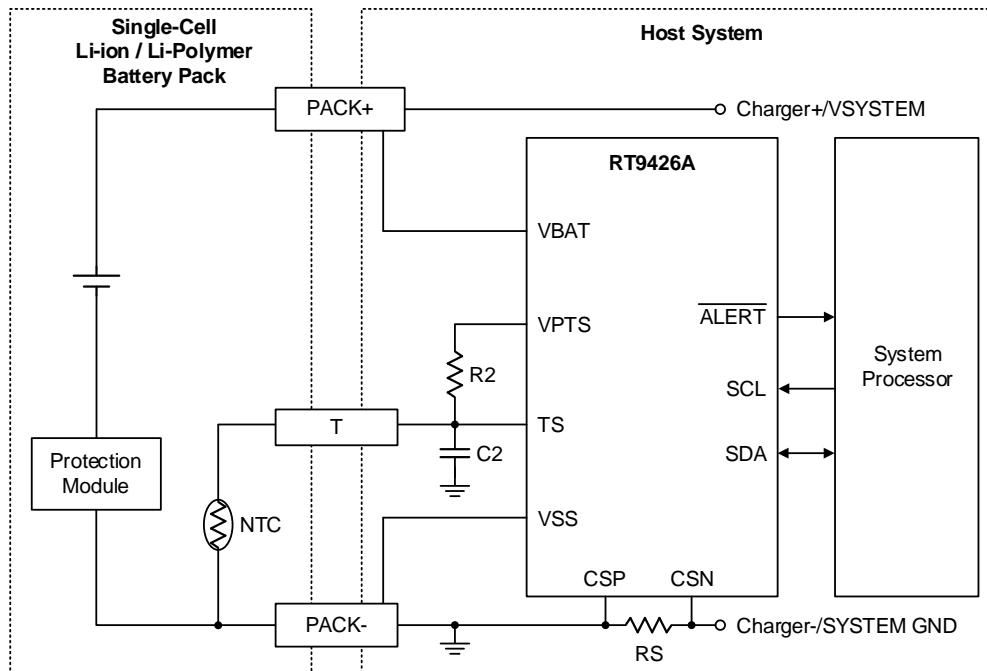 Single-Cell
Li-ion / Li-Polymer
Battery Pack
Host System
PACK+
Charger+/VSYSTEM
RT9426A
VBAT
VPTS
ALERT
R2
System
Processor
SCL
T
TS
C2
SDA
Protection
Module
NTC
VSS
CSP
CSN
PACK-
Charger-/SYSTEM GND
RS